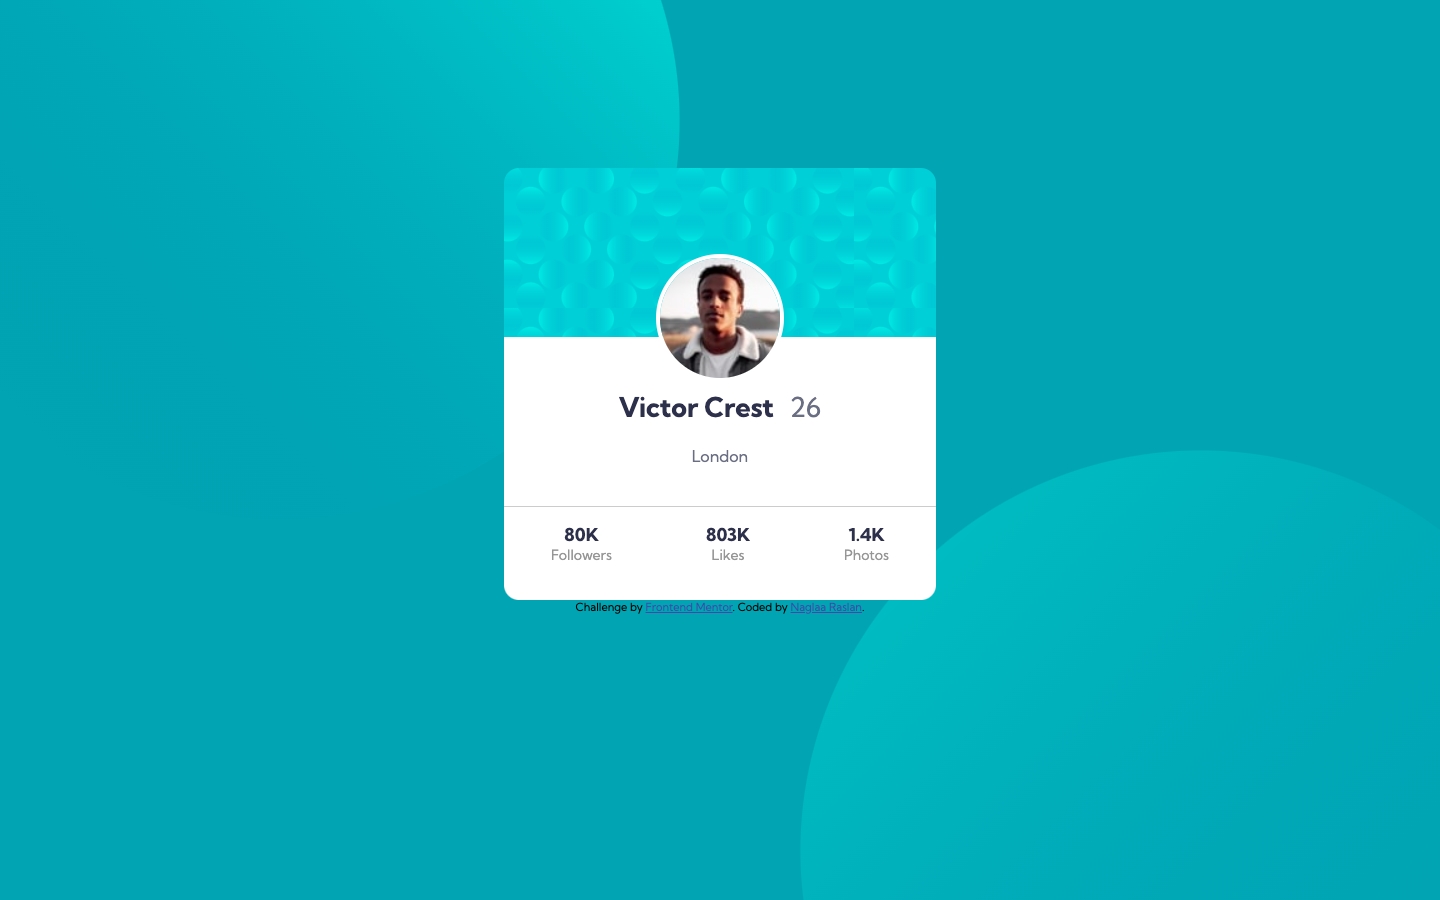 Victor Crest 26
London
80K 803K 1.4K
Followers Likes Photos
Challenge by Frontend Mentor. Coded by Naglaa Raslan.